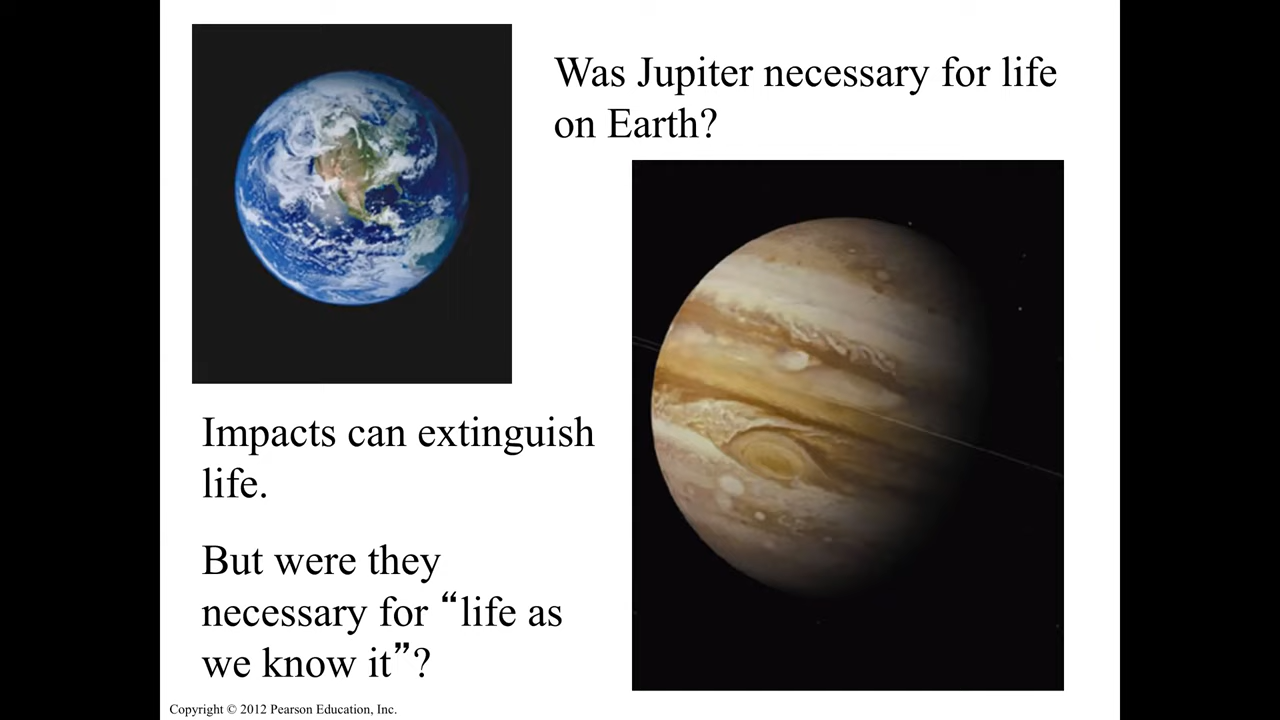 Was Jupiter necessary for life
on Earth?
Impacts can extinguish
life.
But were they
necessary for “life as
we know it”?
Copyright © 2012 Pearson Education, Inc.